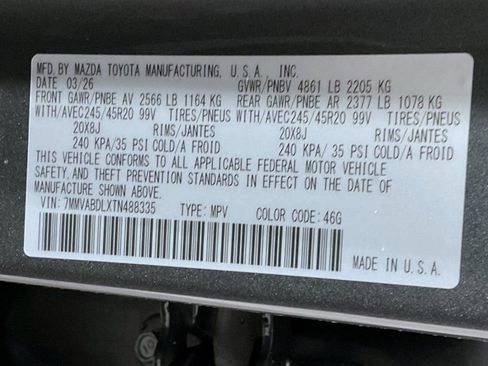 MFD. BY MAZDA TOYOTA MANUFACTURING, U.S.A., INC.
DATE 03/26 GVWR/PNBV 4861 LB 2205 KG
FRONT GAWR/PNBE AV 2566 LB 1164 KG REAR GAWR/PNBE AR 2377 LB 1078 KG
WITH/AVEC245/45R20 99V TIRES/PNEUS WITH/AVEC245/45R20 99V TIRES/PNEUS
20X8J RIMS/JANTES 20X8J RIMS/JANTES
240 KPA/ 35 PSI COLD/A FROID 240 KPA/ 35 PSI COLD/A FROID
THIS VEHICLE CONFORMS TO ALL APPLICABLE FEDERAL MOTOR VEHICLE
SAFETY, AND THEFT PREVENTION STANDARDS IN EFFECT ON THE DATE OF
MANUFACTURE SHOWN ABOVE.
VIN: 7MMVABDLXTN488335 TYPE: MPV COLOR CODE: 46G
MADE IN U.S.A.